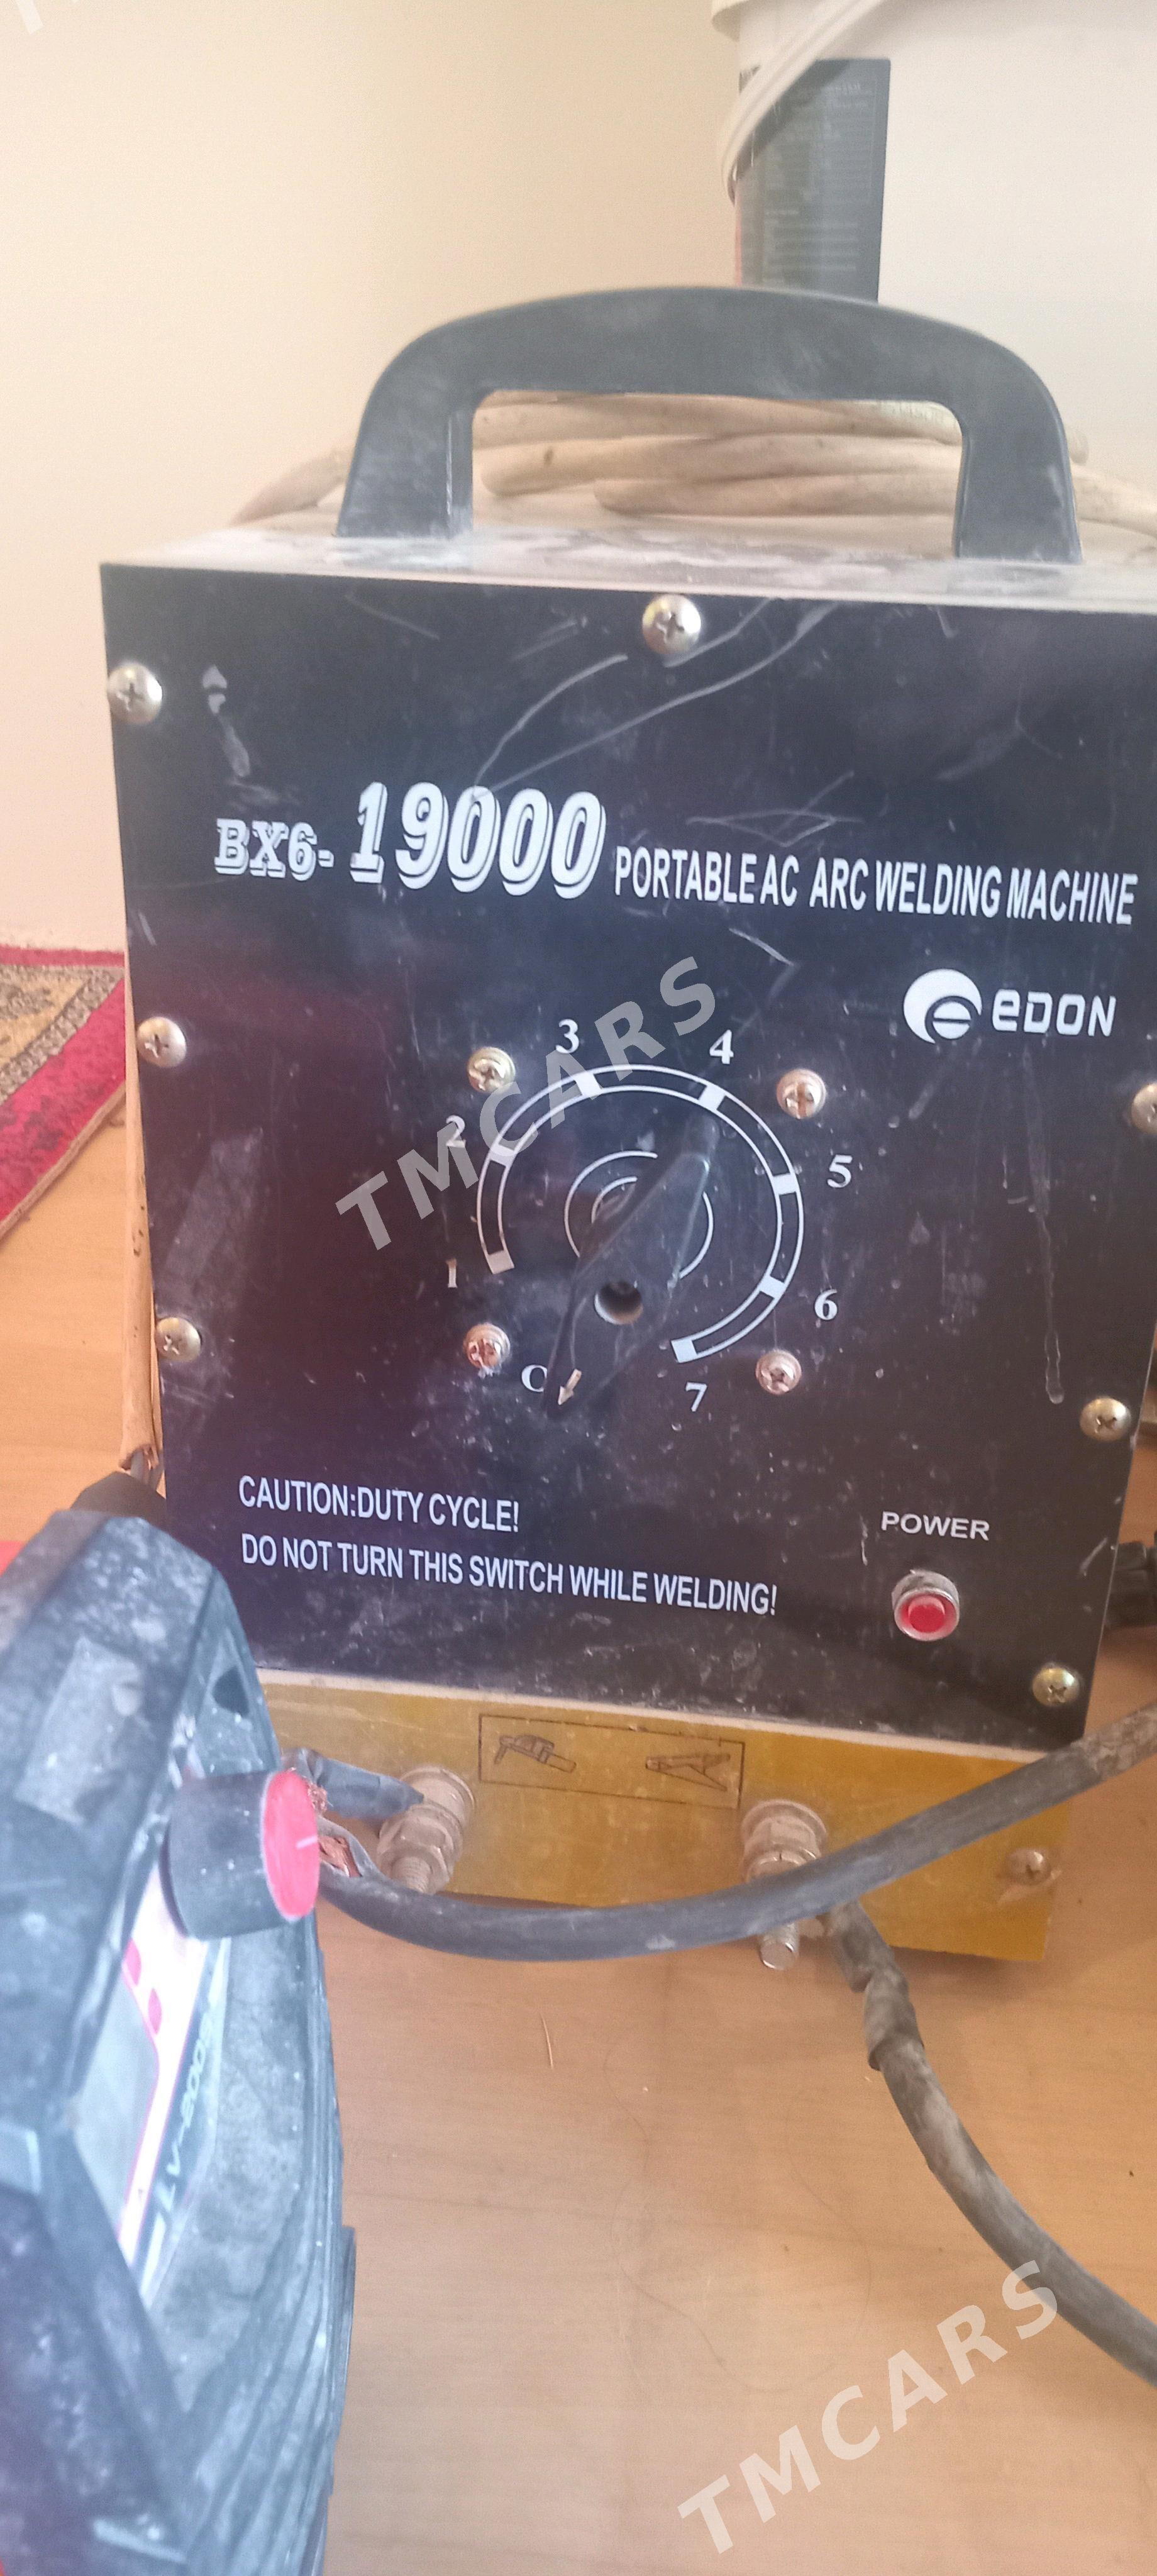 BX6-19000 PORTABLE AC ARC WELDING MACHINE
eDON
3
4
2
5
1
6
7
CAUTION:DUTY CYCLE!
DO NOT TURN THIS SWITCH WHILE WELDING!
POWER
TMCARS
TMCARS